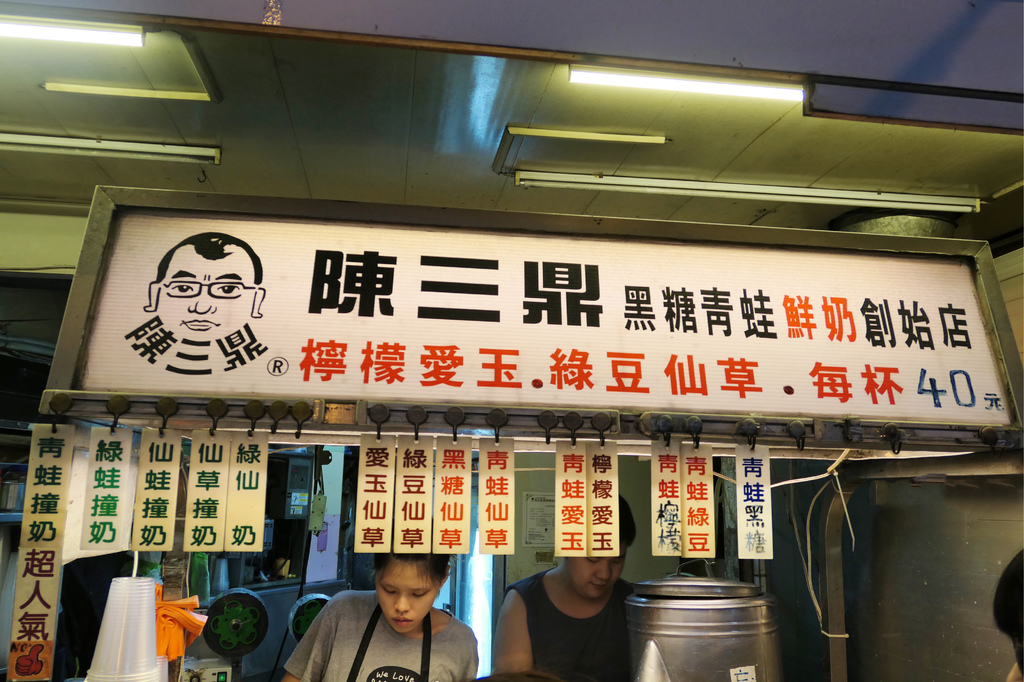 陳三鼎 黑糖青蛙鮮奶創始店
陳三鼎 ®
檸檬愛玉.綠豆仙草.每杯40元
青蛙撞奶
綠蛙撞奶
仙蛙撞奶
仙草撞奶
綠仙 奶
愛玉仙草
綠豆仙草
黑糖仙草
青蛙仙草
青蛙愛玉
檸檬愛玉
青蛙檸檬
青蛙綠豆
青蛙黑糖
超人氣
NO.1
We Love